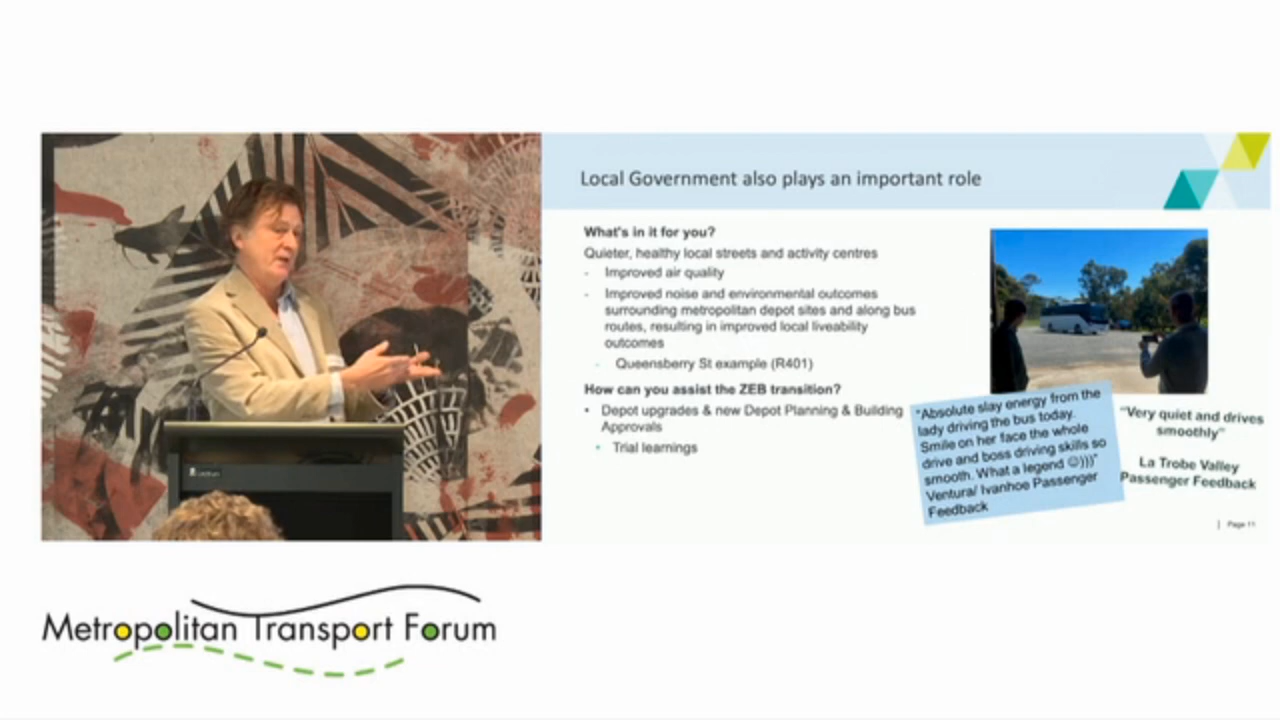 Local Government also plays an important role
What's in it for you?
Quieter, healthy local streets and activity centres
- Improved air quality
- Improved noise and environmental outcomes
surrounding metropolitan depot sites and along bus
routes, resulting in improved local liveability
outcomes
- Queensberry St example (R401)
How can you assist the ZEB transition?
• Depot upgrades & new Depot Planning & Building
Approvals
• Trial learnings
"Absolute slay energy from the
lady driving the bus today.
Smile on her face the whole
drive and boss driving skills so
smooth. What a legend ☺)))"
Ventura/ Ivanhoe Passenger
Feedback
"Very quiet and drives
smoothly"
La Trobe Valley
Passenger Feedback
| Page 11
Metropolitan Transport Forum